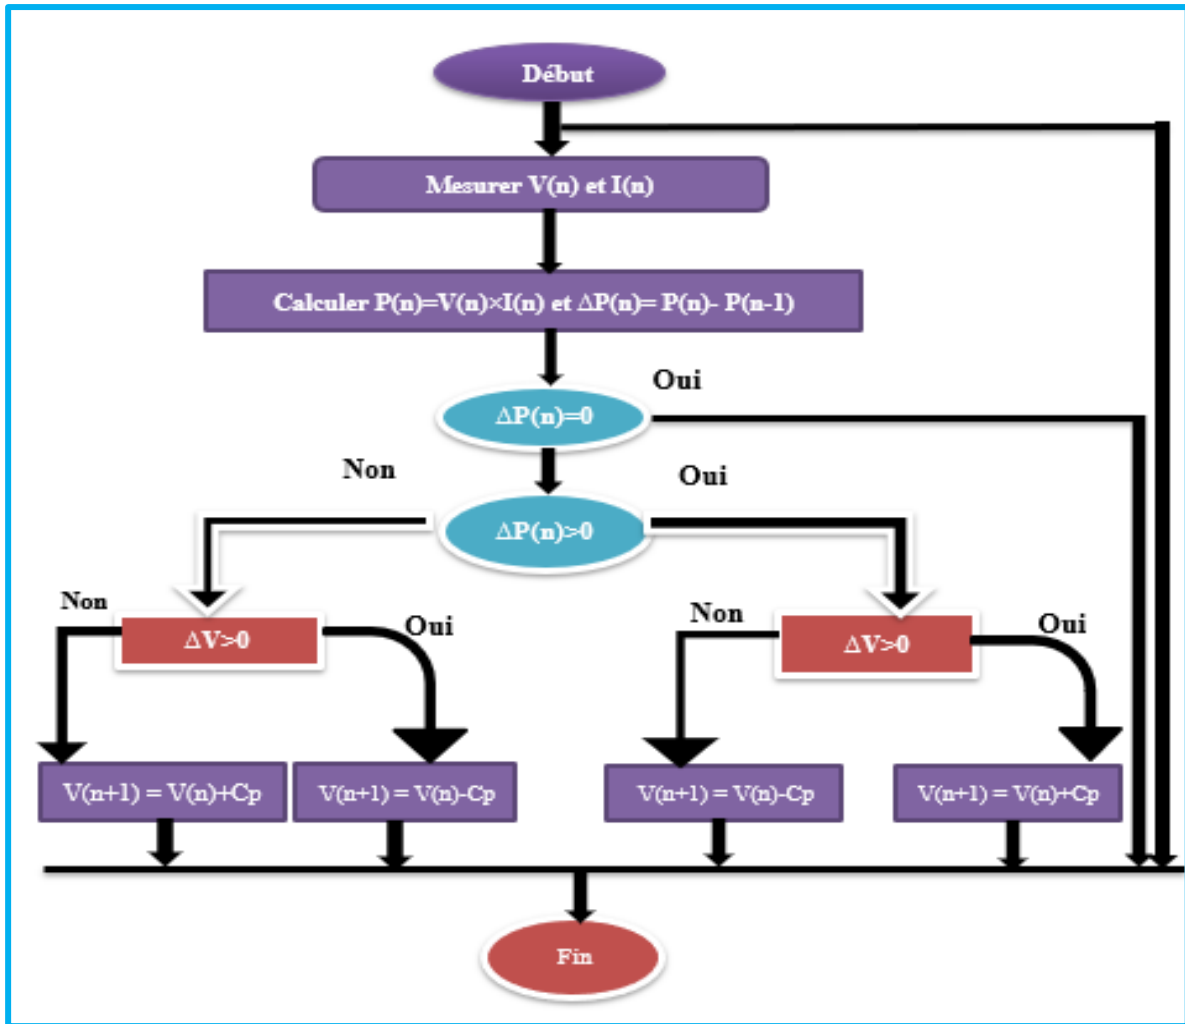 Début
Mesurer V(n) et I(n)
Calculer P(n)=V(n)×I(n) et ΔP(n)= P(n)- P(n-1)
Oui
ΔP(n)=0
Non
Oui
ΔP(n)>0
Non
Oui
ΔV>0
Non
Oui
ΔV>0
V(n+1) = V(n)+Cp
V(n+1) = V(n)-Cp
V(n+1) = V(n)-Cp
V(n+1) = V(n)+Cp
Fin